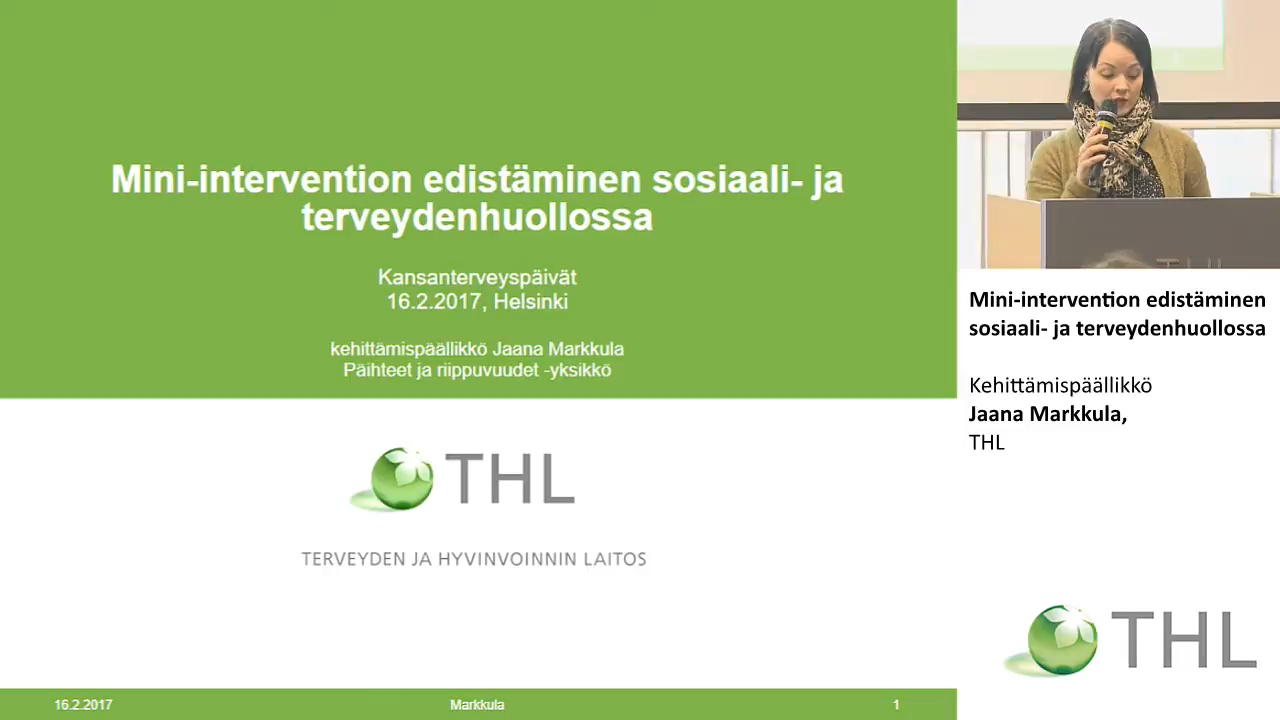 Mini-intervention edistäminen sosiaali- ja
terveydenhuollossa
Kansanterveyspäivät
16.2.2017, Helsinki
kehittämispäällikkö Jaana Markkula
Päihteet ja riippuvuudet -yksikkö
THL
TERVEYDEN JA HYVINVOINNIN LAITOS
16.2.2017
Markkula
1
THL
Mini-intervention edistäminen
sosiaali- ja terveydenhuollossa
Kehittämispäällikkö
Jaana Markkula,
THL
THL